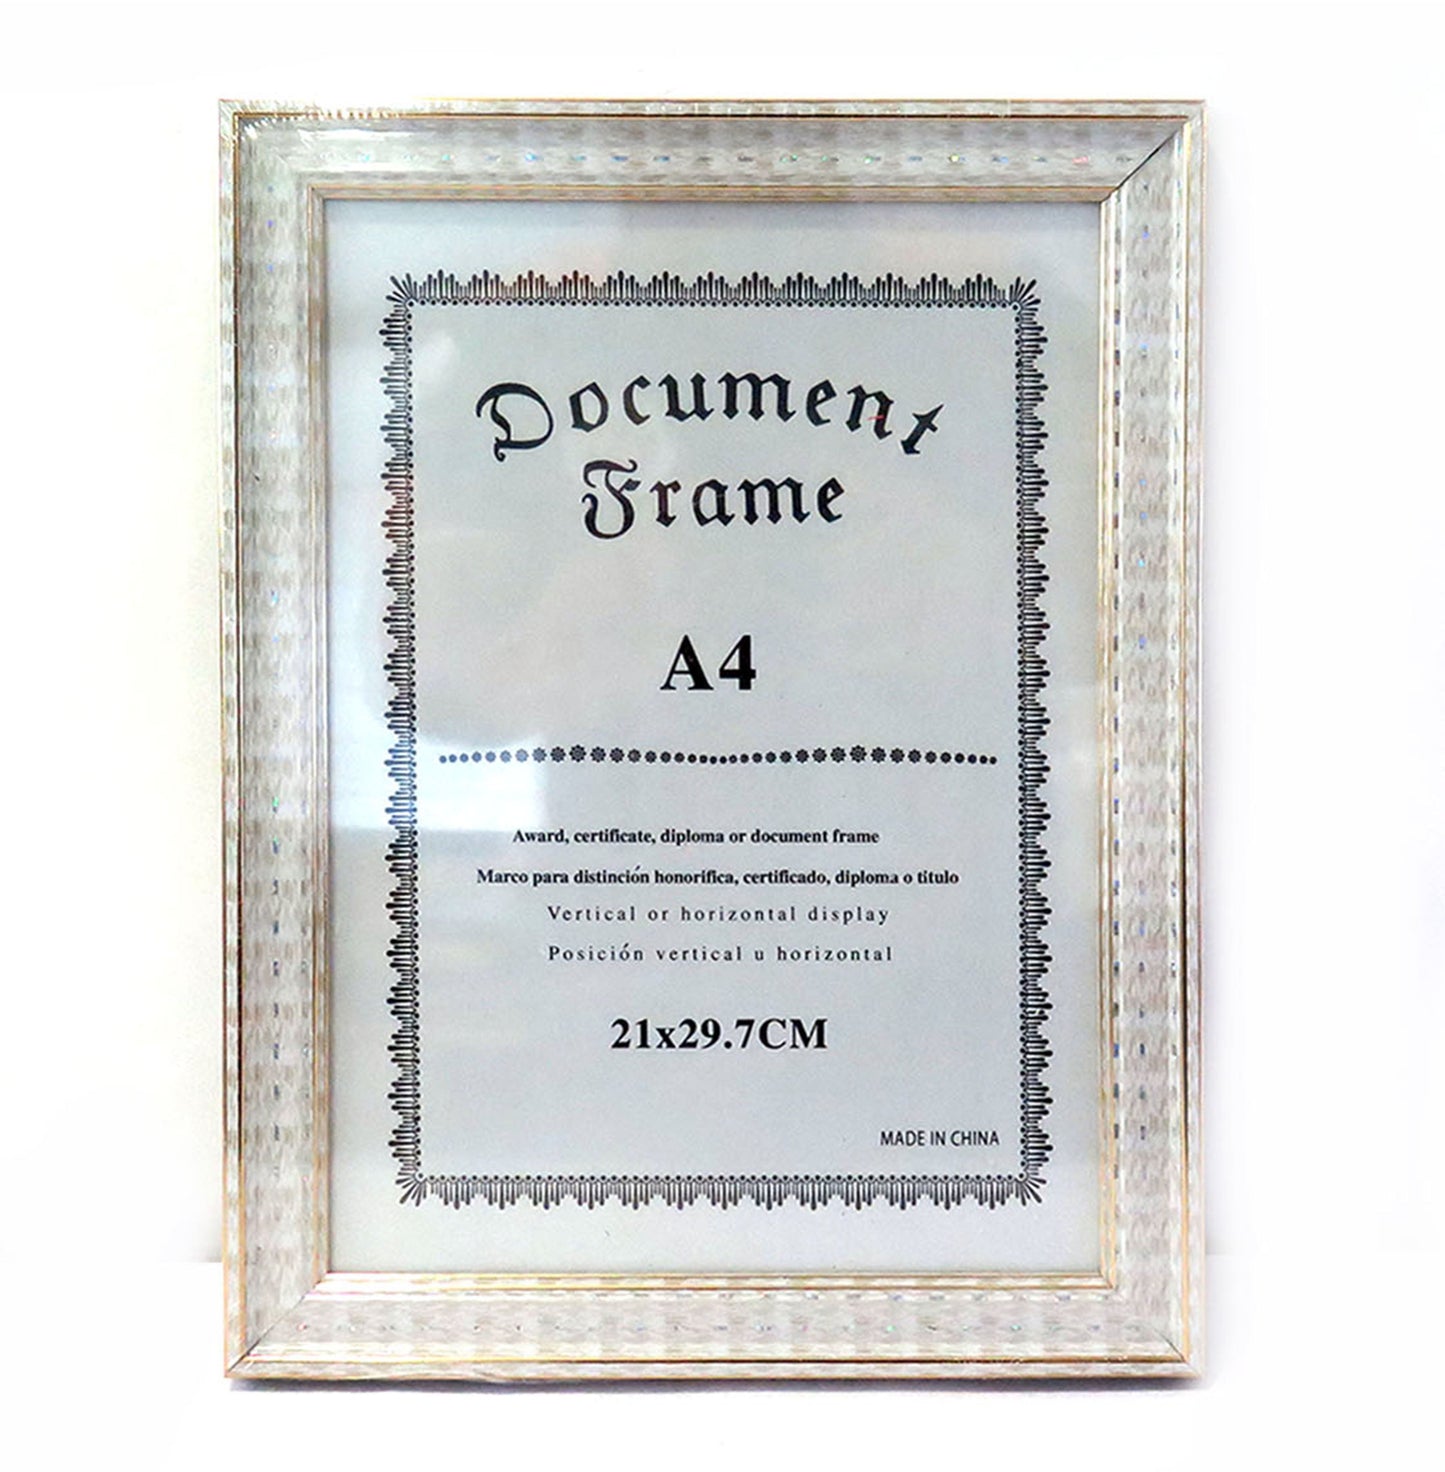 Document
Frame
A4
Award, certificate, diploma or document frame
Marco para distinción honorifica, certificado, diploma o titulo
Vertical or horizontal display
Posición vertical u horizontal
21x29.7CM
MADE IN CHINA